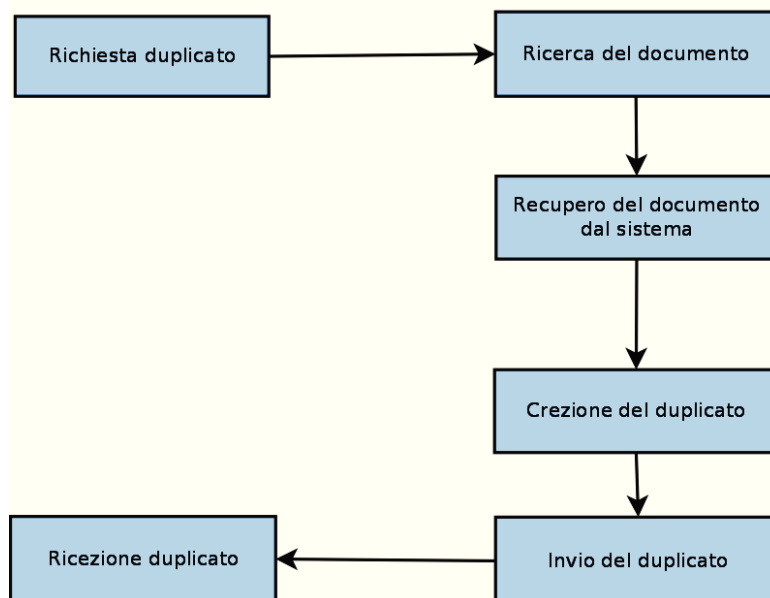 Richiesta duplicato
Ricerca del documento
Recupero del documento
dal sistema
Crezione del duplicato
Ricezione duplicato
Invio del duplicato